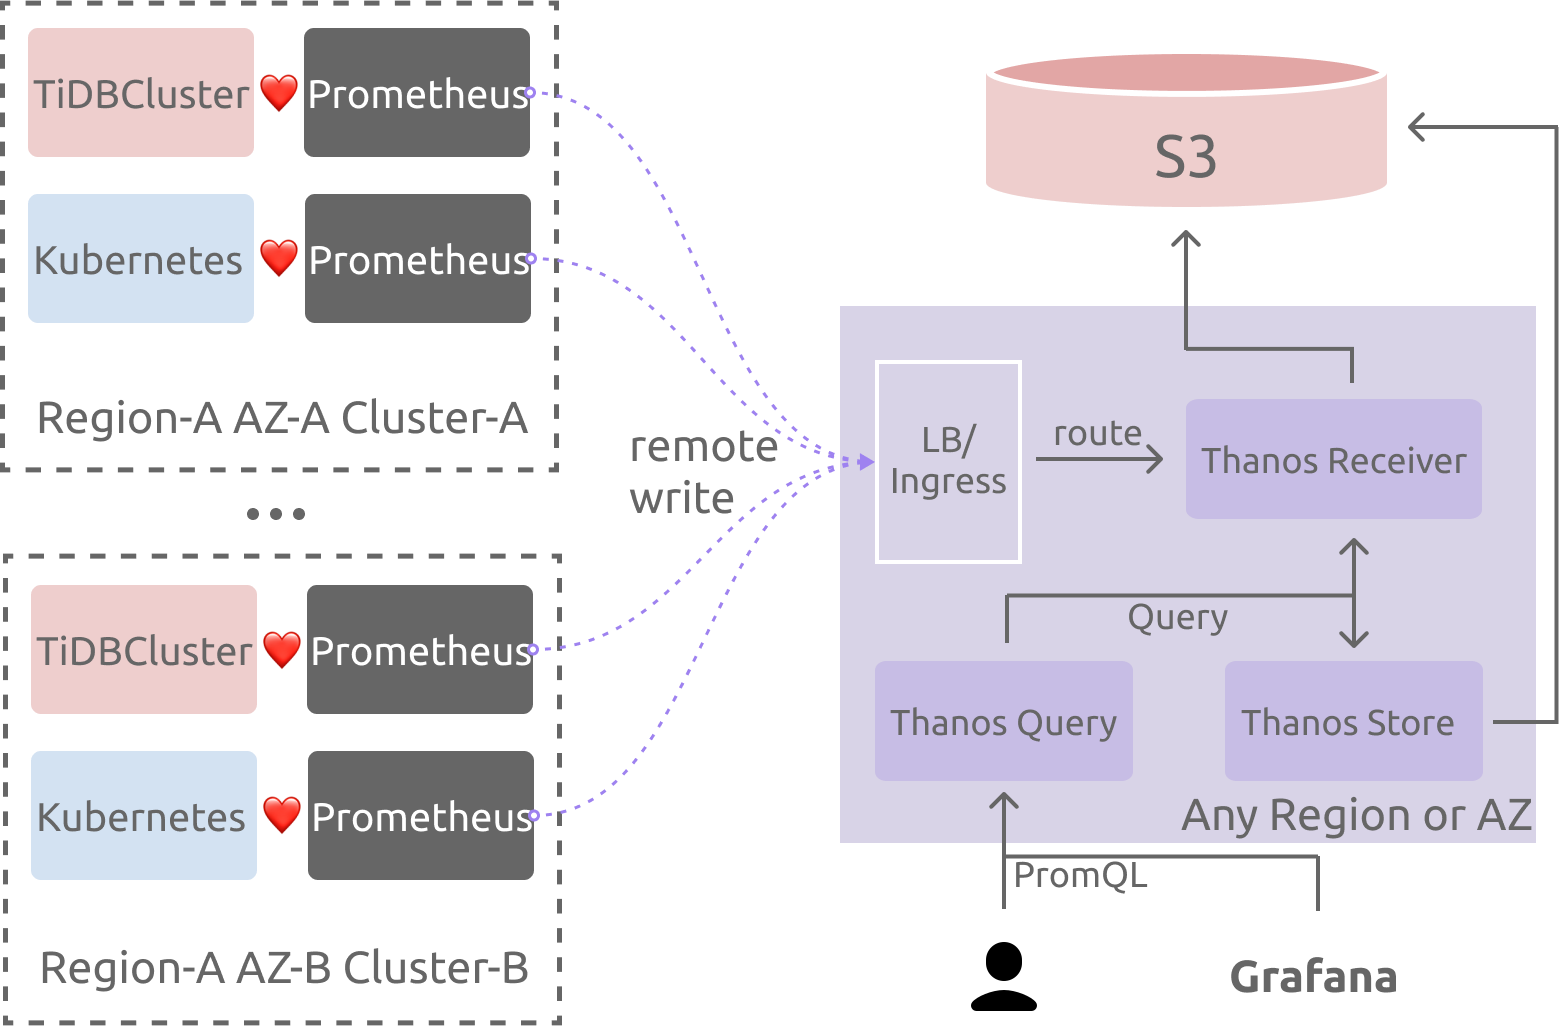 TiDBCluster
Prometheus
Kubernetes
Prometheus
Region-A AZ-A Cluster-A
TiDBCluster
Prometheus
Kubernetes
Prometheus
Region-A AZ-B Cluster-B
remote
write
S3
LB/
Ingress
route
Thanos Receiver
Query
Thanos Query
Thanos Store
Any Region or AZ
PromQL
Grafana